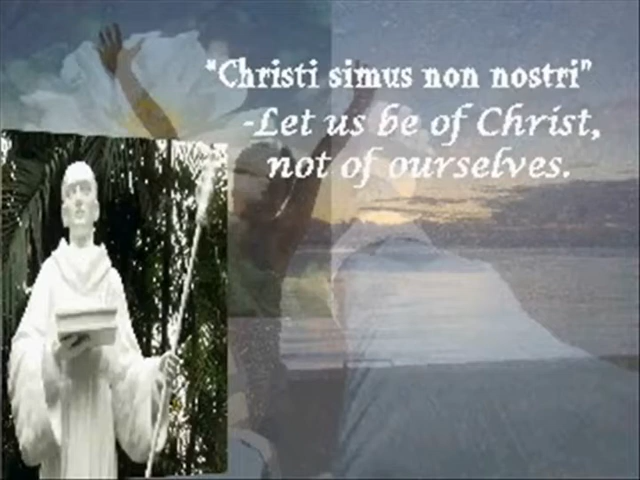 "Christi simus non nostri"
-Let us be of Christ,
not of ourselves.